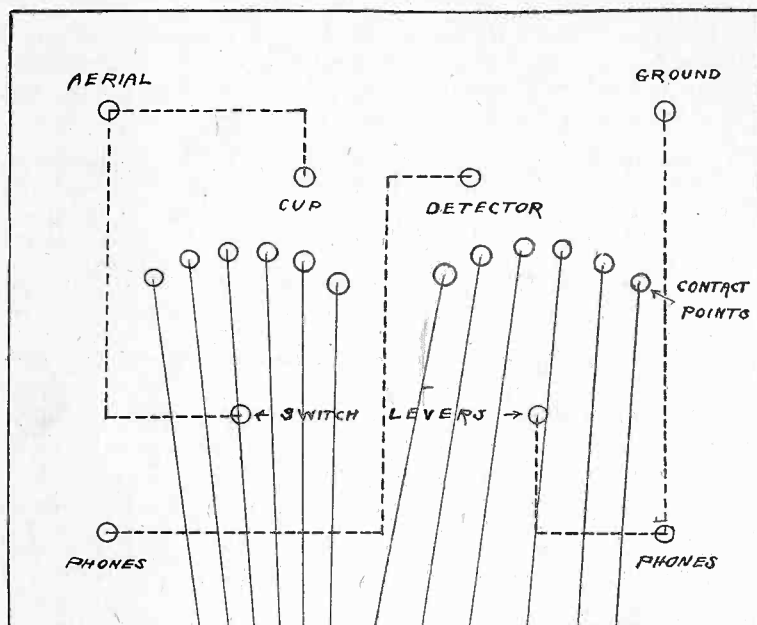 AERIAL
GROUND
CUP
DETECTOR
CONTACT
POINTS
SWITCH LEVERS
PHONES
PHONES